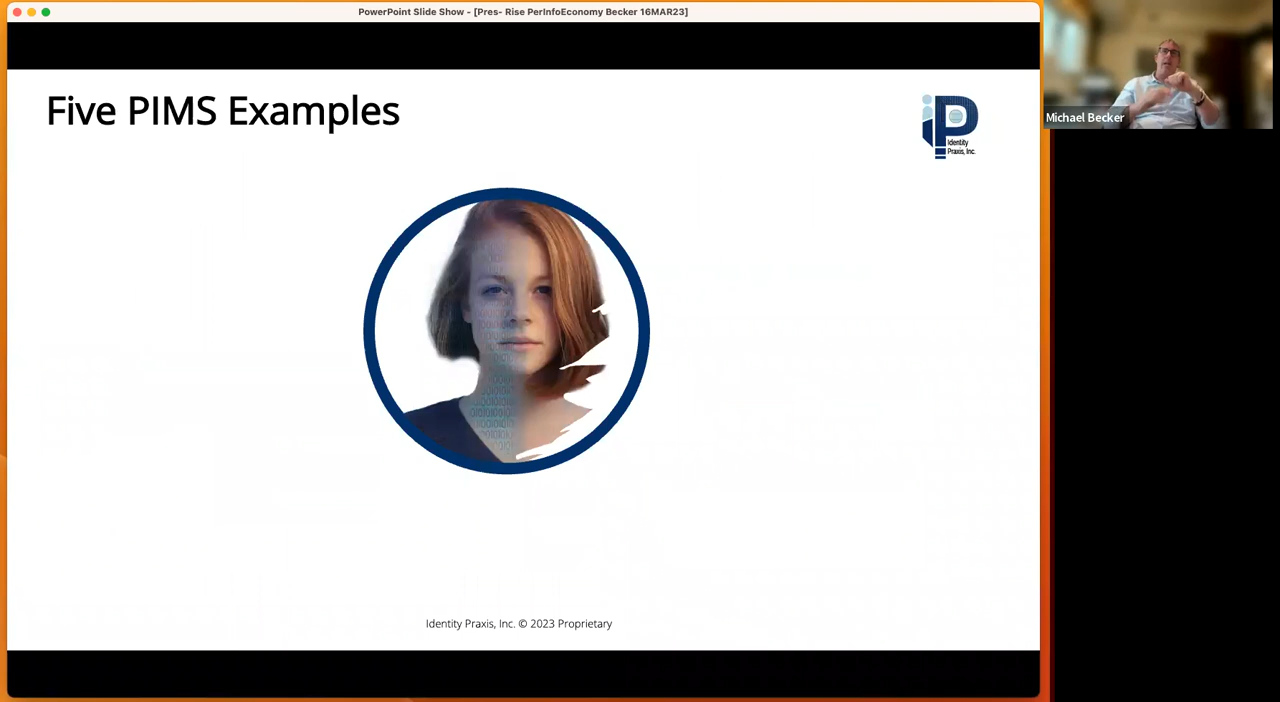 PowerPoint Slide Show - [Pres- Rise PerInfoEconomy Becker 16MAR23]
Five PIMS Examples
iP
Identity
Praxis, Inc.
Michael Becker
Identity Praxis, Inc. © 2023 Proprietary